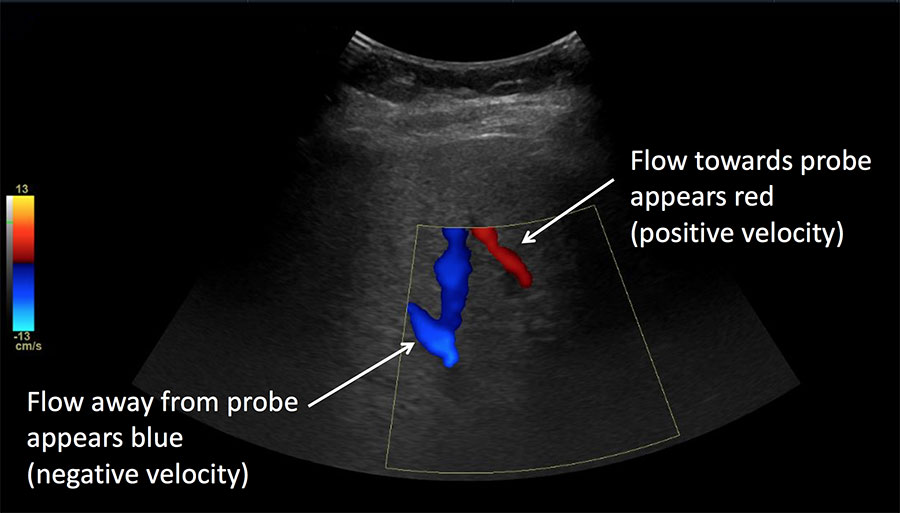 13
-13
cm/s
Flow towards probe
appears red
(positive velocity)
Flow away from probe
appears blue
(negative velocity)